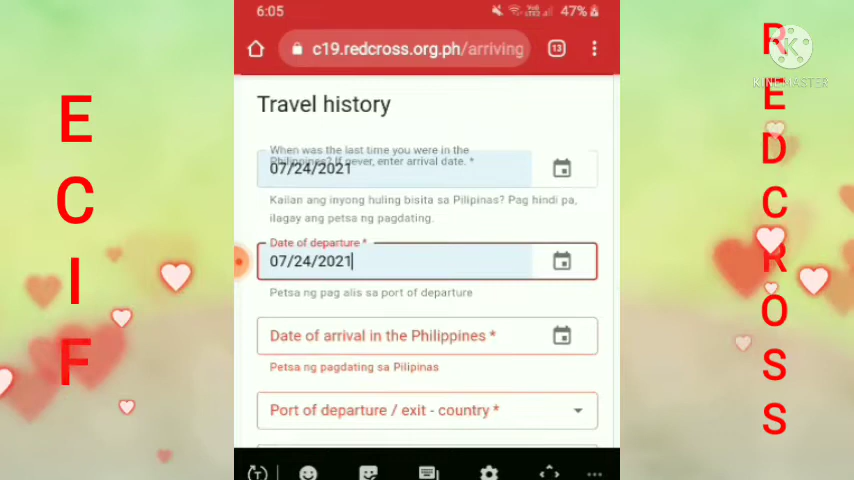 6:05
47%
c19.redcross.org.ph/arriving
13
Travel history
When was the last time you were in the
Philippines? If never, enter arrival date. *
07/24/2021
Kailan ang inyong huling bisita sa Pilipinas? Pag hindi pa,
ilagay ang petsa ng pagdating.
Date of departure *
07/24/2021
Petsa ng pag alis sa port of departure
Date of arrival in the Philippines *
Petsa ng pagdating sa Pilipinas
Port of departure / exit - country *
ECIF
REDCROSS
KINEMASTER